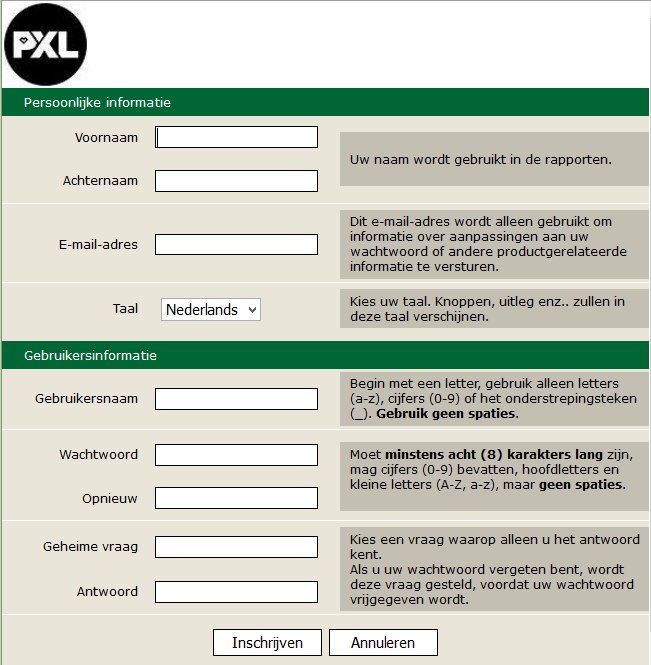 PXL
Persoonlijke informatie
Voornaam
Uw naam wordt gebruikt in de rapporten.
Achternaam
E-mail-adres
Dit e-mail-adres wordt alleen gebruikt om
informatie over aanpassingen aan uw
wachtwoord of andere productgerelateerde
informatie te versturen.
Taal
Nederlands
Kies uw taal. Knoppen, uitleg enz.. zullen in
deze taal verschijnen.
Gebruikersinformatie
Gebruikersnaam
Begin met een letter, gebruik alleen letters
(a-z), cijfers (0-9) of het onderstrepingsteken
(_). Gebruik geen spaties.
Wachtwoord
Opnieuw
Moet minstens acht (8) karakters lang zijn,
mag cijfers (0-9) bevatten, hoofdletters en
kleine letters (A-Z, a-z), maar geen spaties.
Geheime vraag
Antwoord
Kies een vraag waarop alleen u het antwoord
kent.
Als u uw wachtwoord vergeten bent, wordt
deze vraag gesteld, voordat uw wachtwoord
vrijgegeven wordt.
Inschrijven
Annuleren